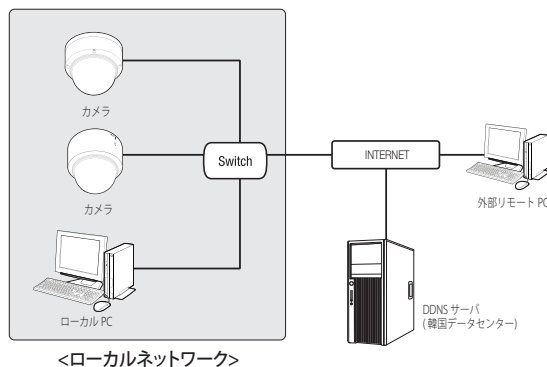 カメラ
カメラ
ローカル PC
Switch
INTERNET
外部リモート PC
DDNS サーバ
( 韓国データセンター)
<ローカルネットワーク>